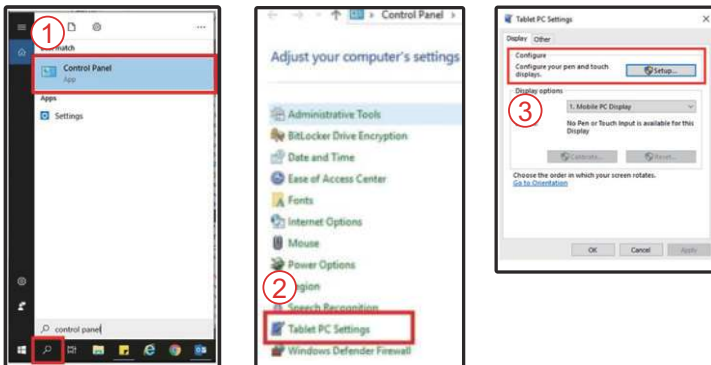 1
match
Control Panel
App
Apps
Settings
control panel
Control Panel
Adjust your computer's settings
Administrative Tools
BitLocker Drive Encryption
Date and Time
Ease of Access Center
Fonts
Internet Options
Mouse
Power Options
2
Speech Recognition
Tablet PC Settings
Windows Defender Firewall
Tablet PC Settings
Display Other
Configure
Configure your pen and touch
displays.
Setup...
Display options
3
1. Mobile PC Display
No Pen or Touch Input is available for this
Display
Calibrate...
Reset...
Choose the order in which your screen rotates.
Go to Orientation
OK Cancel Apply